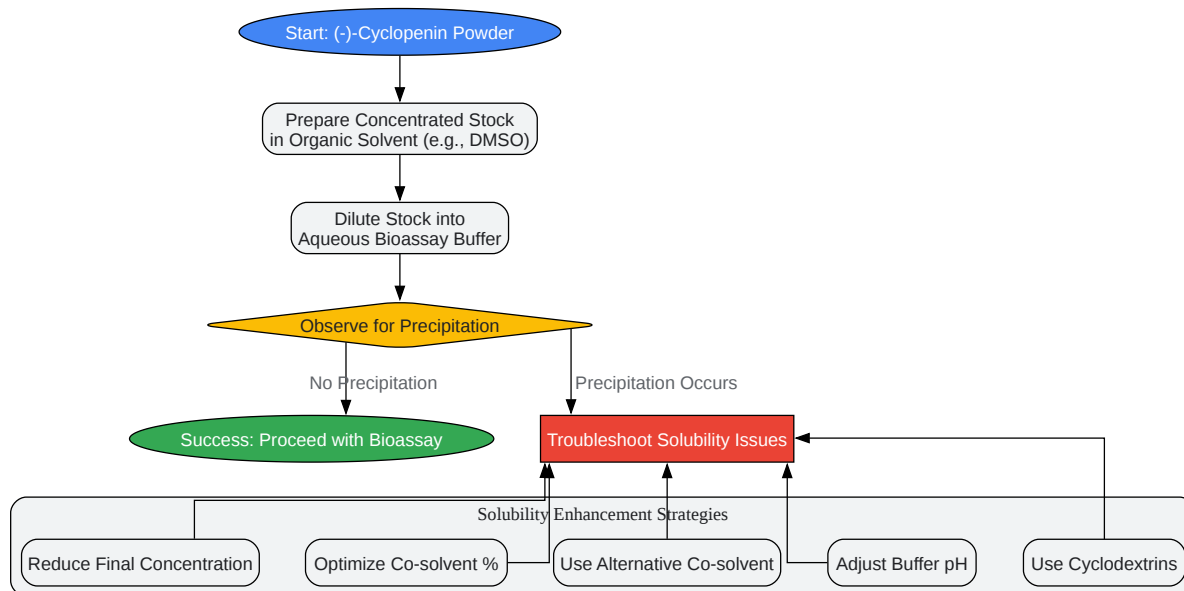 Start: (-)-Cyclopenin Powder
Prepare Concentrated Stock
in Organic Solvent (e.g., DMSO)
Dilute Stock into
Aqueous Bioassay Buffer
Observe for Precipitation
No Precipitation
Precipitation Occurs
Success: Proceed with Bioassay
Troubleshoot Solubility Issues
Solubility Enhancement Strategies
Reduce Final Concentration
Optimize Co-solvent %
Use Alternative Co-solvent
Adjust Buffer pH
Use Cyclodextrins